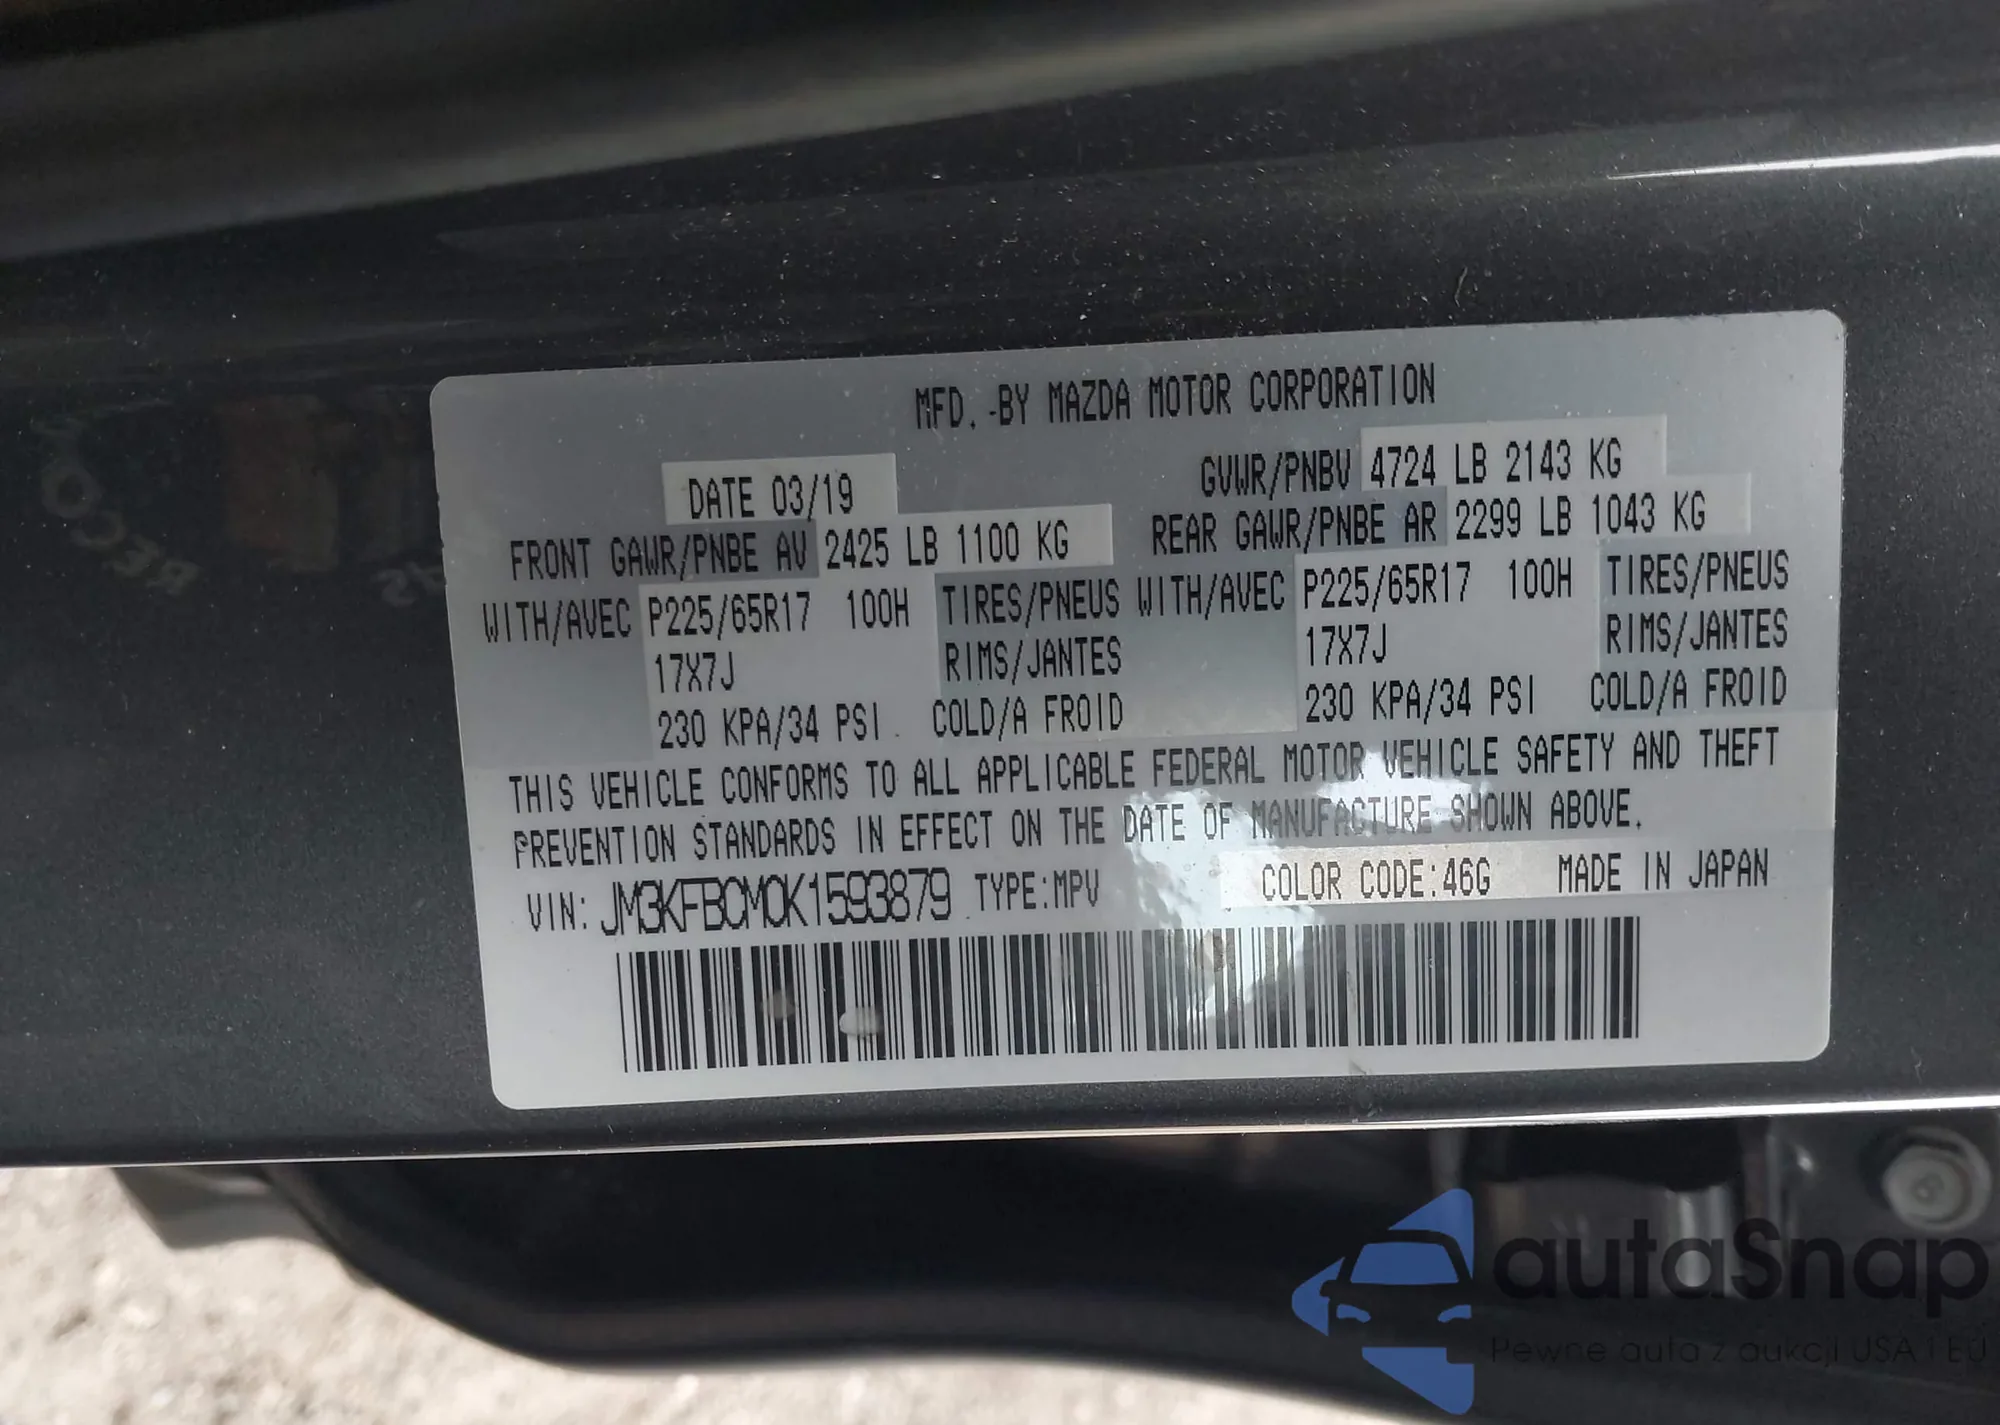 MFD. BY MAZDA MOTOR CORPORATION
DATE 03/19 GVWR/PNBV 4724 LB 2143 KG
FRONT GAWR/PNBE AV 2425 LB 1100 KG REAR GAWR/PNBE AR 2299 LB 1043 KG
WITH/AVEC P225/65R17 100H TIRES/PNEUS WITH/AVEC P225/65R17 100H TIRES/PNEUS
17X7J RIMS/JANTES 17X7J RIMS/JANTES
230 KPA/34 PSI COLD/A FROID 230 KPA/34 PSI COLD/A FROID
THIS VEHICLE CONFORMS TO ALL APPLICABLE FEDERAL MOTOR VEHICLE SAFETY AND THEFT
PREVENTION STANDARDS IN EFFECT ON THE DATE OF MANUFACTURE SHOWN ABOVE.
VIN: JM3KFBCM0K1593879 TYPE:MPV COLOR CODE:46G MADE IN JAPAN
autaSnap
Pewne auta z aukcji USA i EU